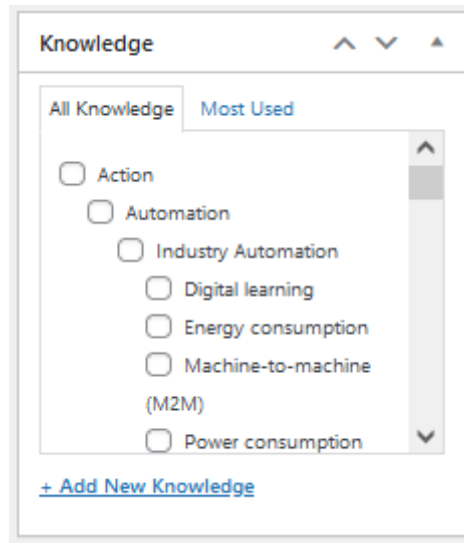 Knowledge
All Knowledge Most Used
Action
Automation
Industry Automation
Digital learning
Energy consumption
Machine-to-machine
(M2M)
Power consumption
+ Add New Knowledge